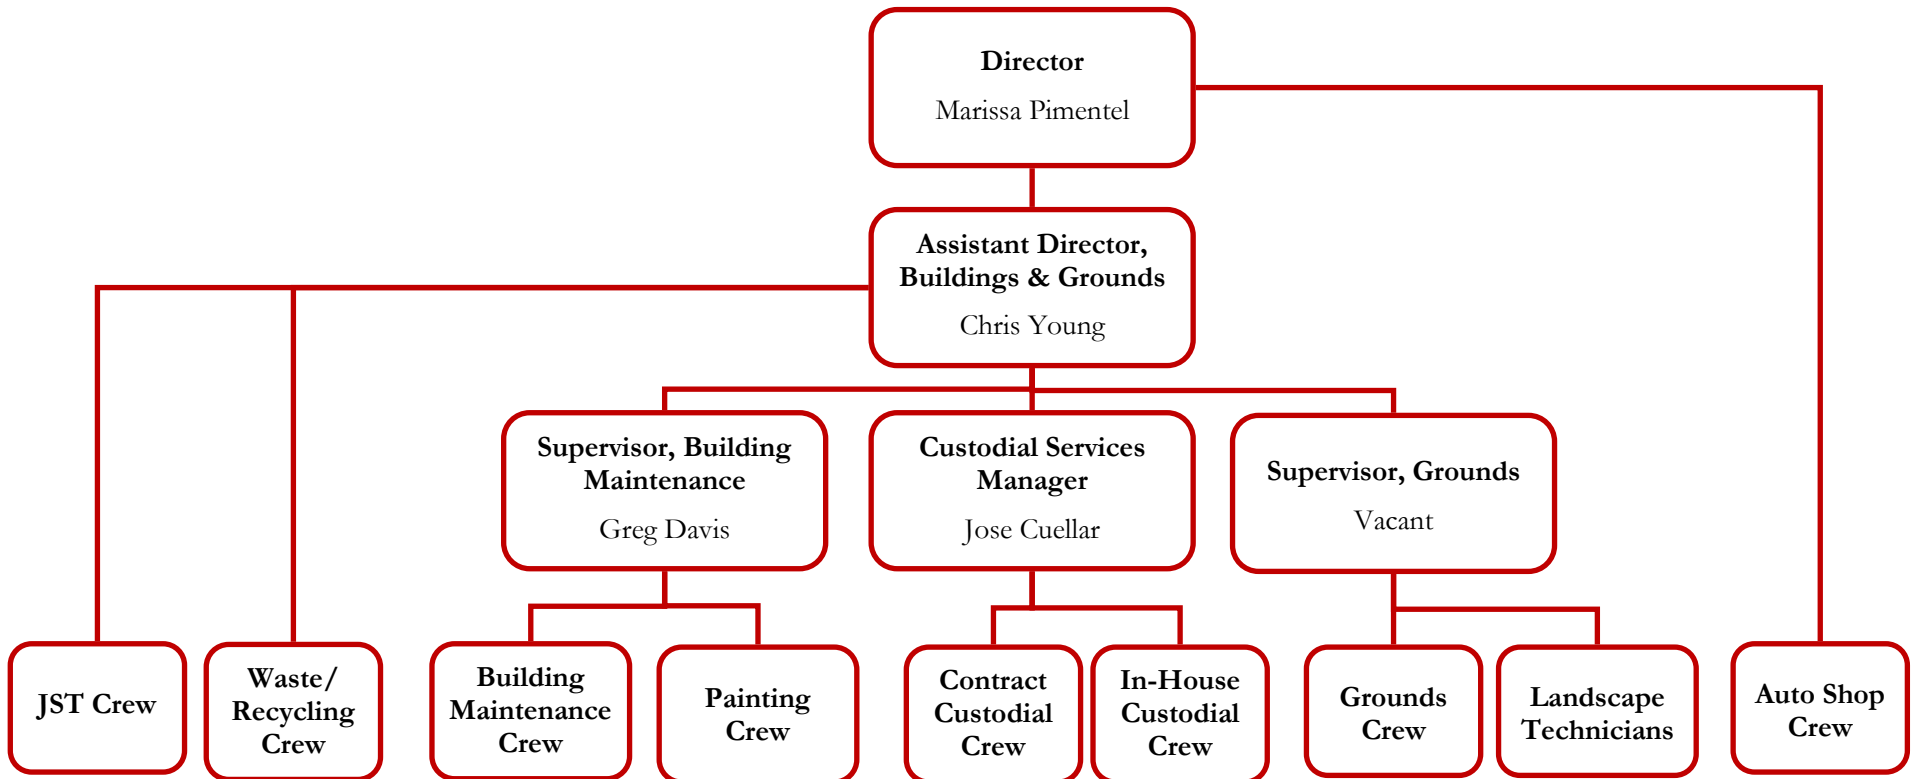 Director
Marissa Pimentel
Assistant Director,
Buildings & Grounds
Chris Young
Supervisor, Building
Maintenance
Greg Davis
Custodial Services
Manager
Jose Cuellar
Supervisor, Grounds
Vacant
JST Crew
Waste/
Recycling
Crew
Building
Maintenance
Crew
Painting
Crew
Contract
Custodial
Crew
In-House
Custodial
Crew
Grounds
Crew
Landscape
Technicians
Auto Shop
Crew